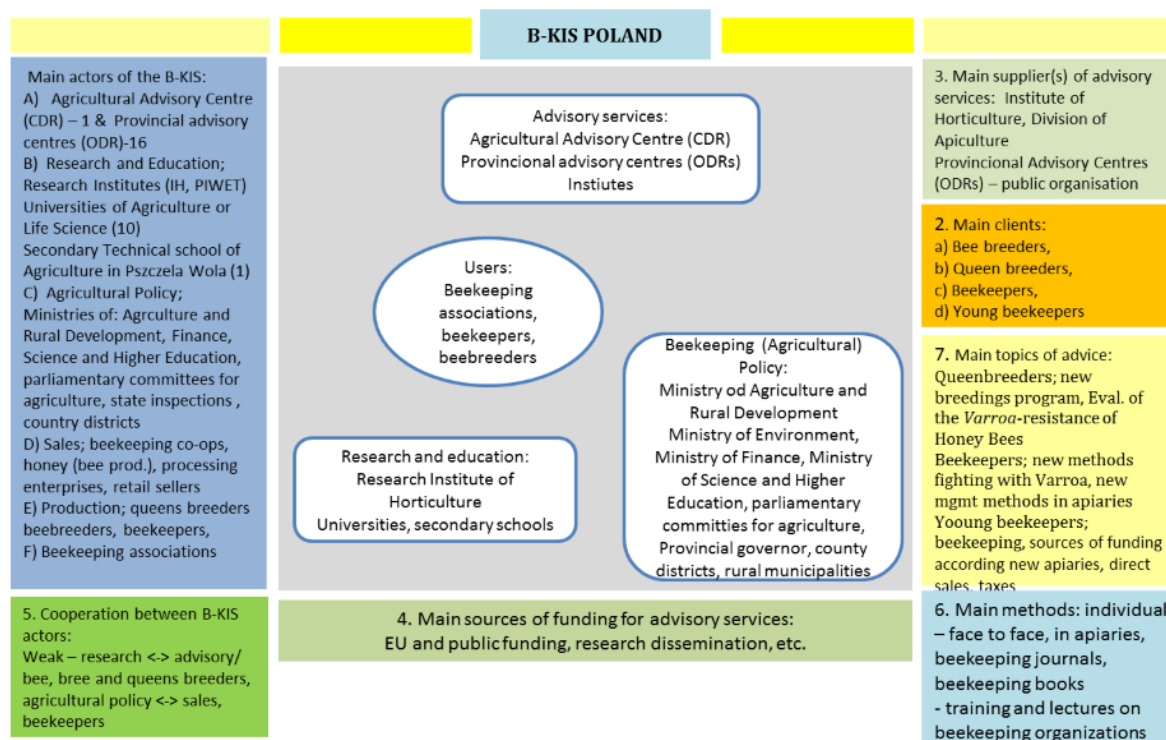 B-KIS POLAND
Main actors of the B-KIS:
A) Agricultural Advisory Centre
(CDR) – 1 & Provincial advisory
centres (ODR)-16
B) Research and Education;
Research Institutes (IH, PIWET)
Universities of Agriculture or
Life Science (10)
Secondary Technical school of
Agriculture in Pszczela Wola (1)
C) Agricultural Policy;
Ministries of: Agrculture and
Rural Development, Finance,
Science and Higher Education,
parliamentary committees for
agriculture, state inspections ,
country districts
D) Sales; beekeeping co-ops,
honey (bee prod.), processing
enterprises, retail sellers
E) Production; queens breeders
beebreeders, beekeepers,
F) Beekeeping associations
5. Cooperation between B-KIS
actors:
Weak – research <-> advisory/
bee, bree and queens breeders,
agricultural policy <-> sales,
beekeepers
Advisory services:
Agricultural Advisory Centre (CDR)
Provincional advisory centres (ODRs)
Instiutes
Users:
Beekeeping
associations,
beekeepers,
beebreeders
Research and education:
Research Institute of
Horticulture
Universities, secondary schools
Beekeeping (Agricultural)
Policy:
Ministry od Agriculture and
Rural Development
Ministry of Environment,
Ministry of Finance, Ministry
of Science and Higher
Education, parliamentary
committies for agriculture,
Provincial governor, county
districts, rural municipalities
4. Main sources of funding for advisory services:
EU and public funding, research dissemination, etc.
3. Main supplier(s) of advisory
services: Institute of
Horticulture, Division of
Apiculture
Provincional Advisory Centres
(ODRs) – public organisation
2. Main clients:
a) Bee breeders,
b) Queen breeders,
c) Beekeepers,
d) Young beekeepers
7. Main topics of advice:
Queenbreeders; new
breedings program, Eval. of
the Varroa-resistance of
Honey Bees
Beekeepers; new methods
fighting with Varroa, new
mgmt methods in apiaries
Yooung beekeepers;
beekeeping, sources of funding
according new apiaries, direct
sales, taxes
6. Main methods: individual
– face to face, in apiaries,
beekeeping journals,
beekeeping books
- training and lectures on
beekeeping organizations